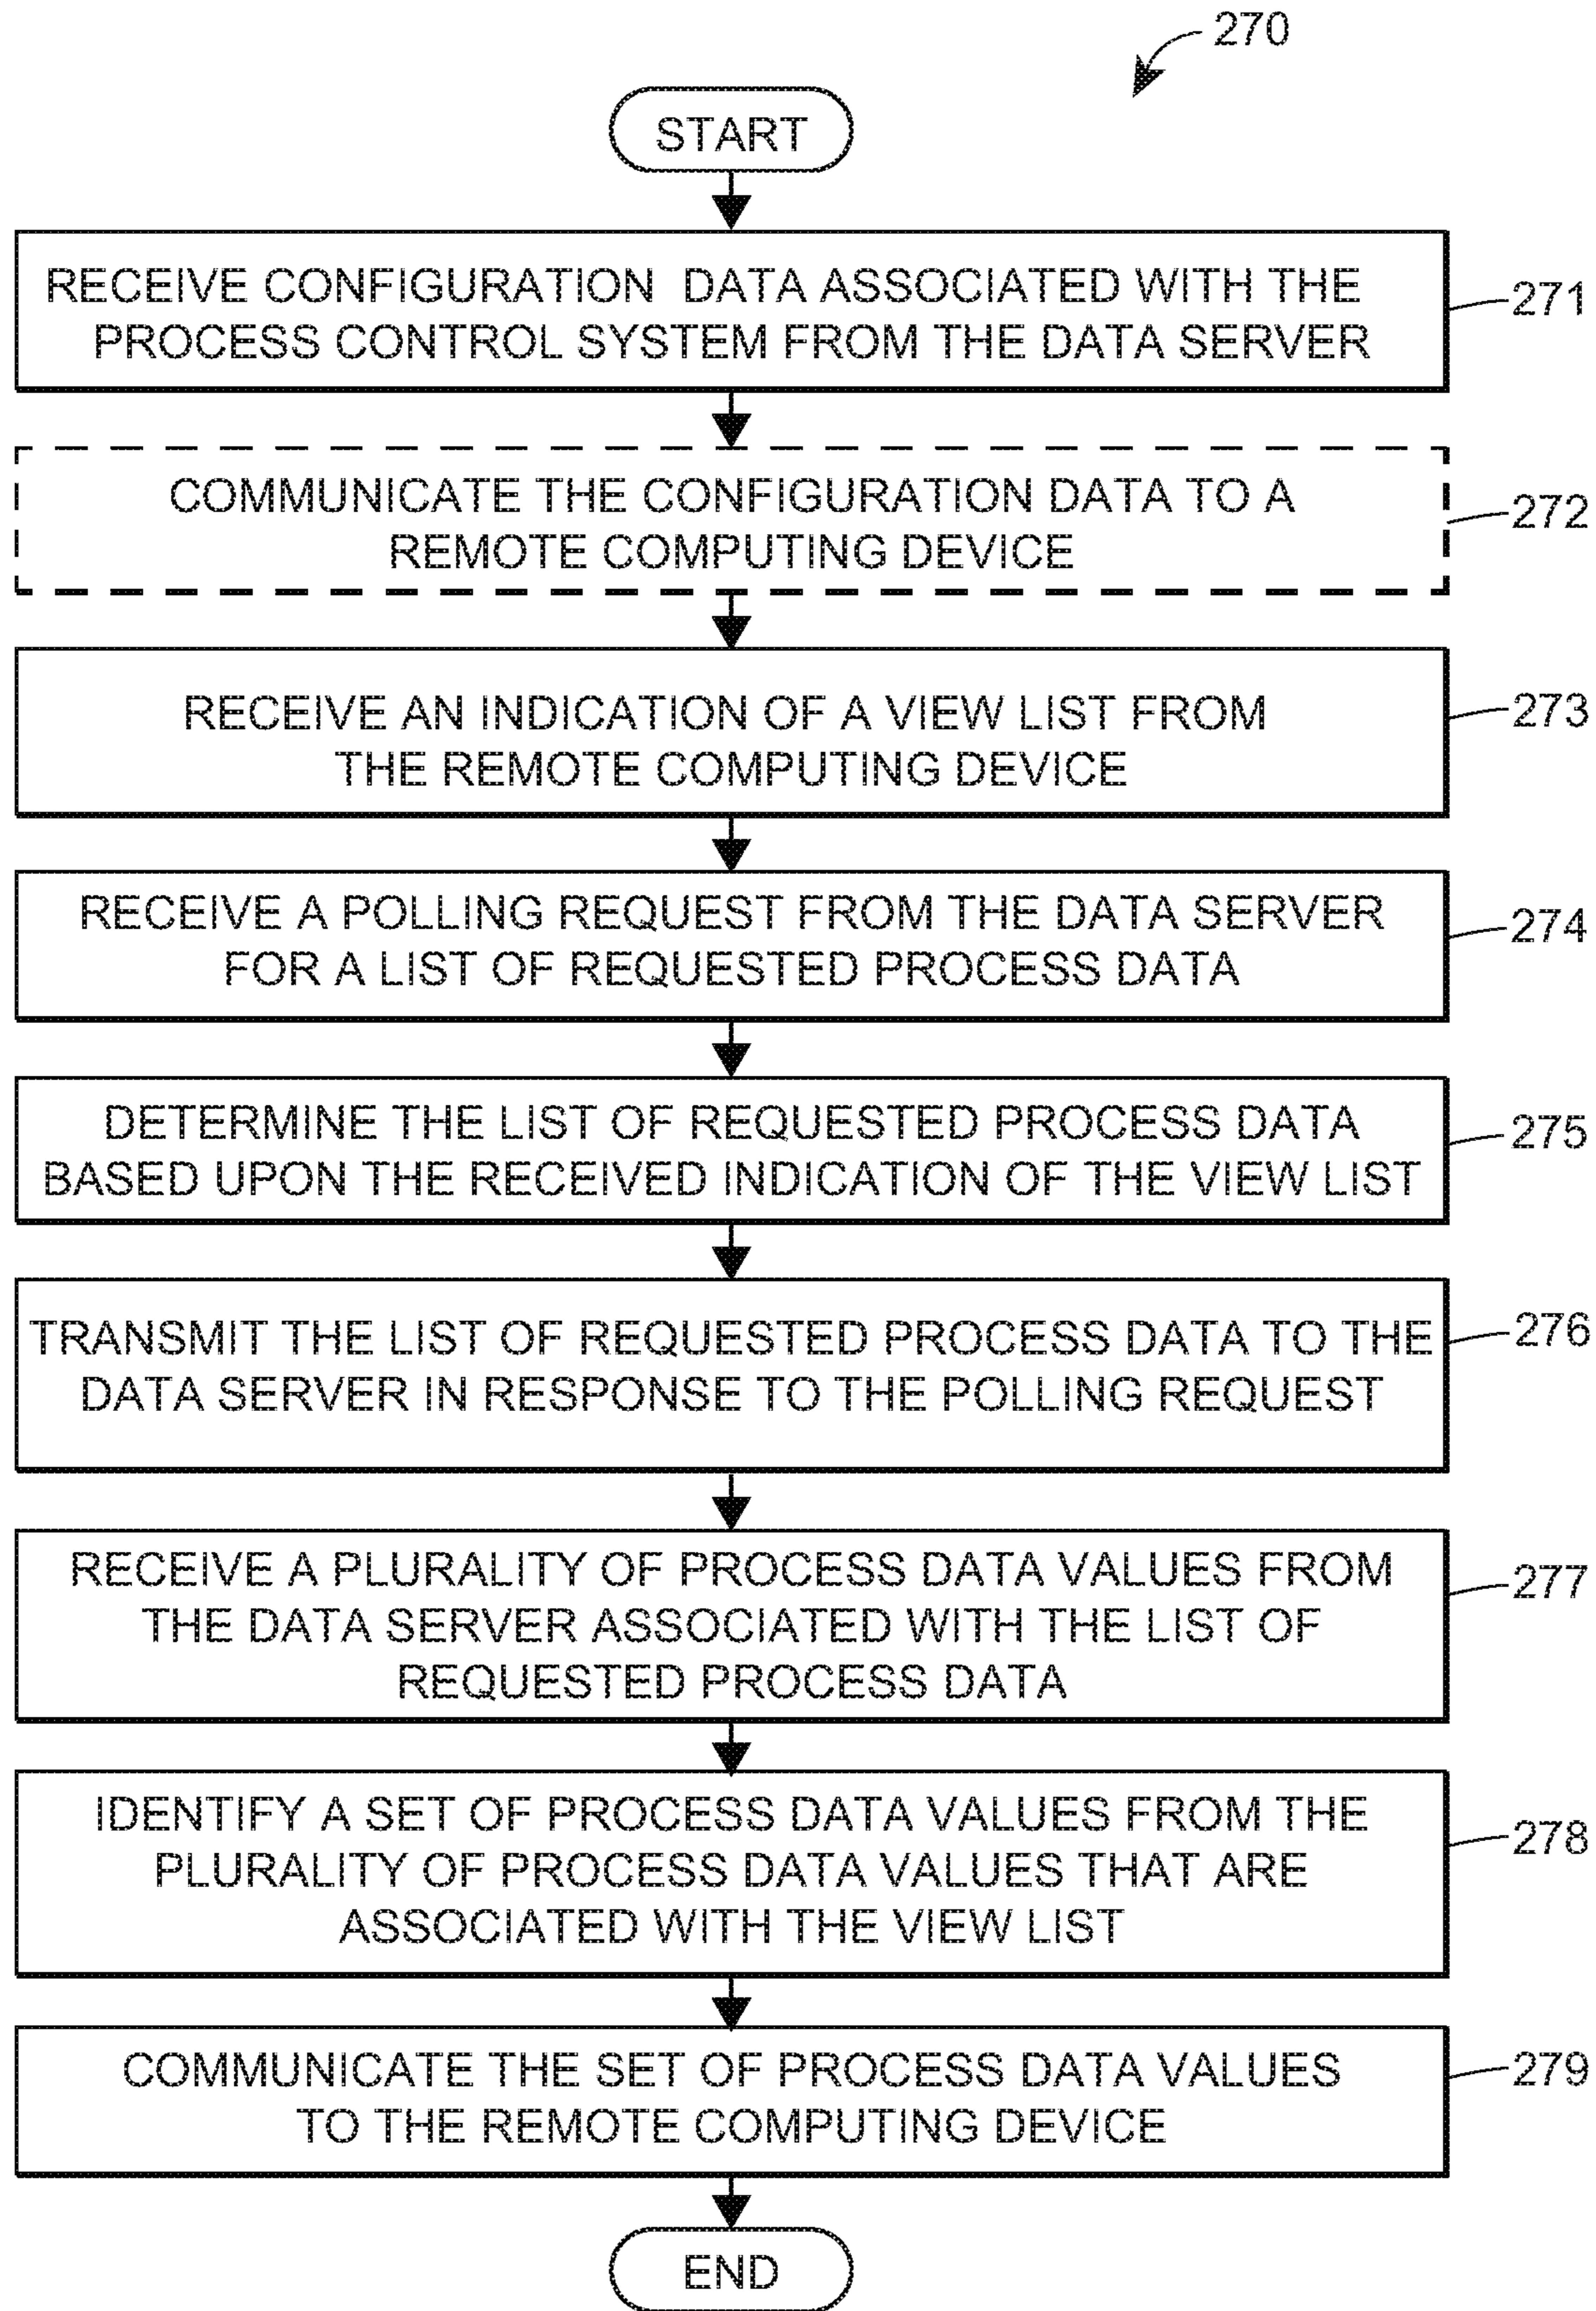 270
START
RECEIVE CONFIGURATION DATA ASSOCIATED WITH THE
PROCESS CONTROL SYSTEM FROM THE DATA SERVER
271
COMMUNICATE THE CONFIGURATION DATA TO A
REMOTE COMPUTING DEVICE
272
RECEIVE AN INDICATION OF A VIEW LIST FROM
THE REMOTE COMPUTING DEVICE
273
RECEIVE A POLLING REQUEST FROM THE DATA SERVER
FOR A LIST OF REQUESTED PROCESS DATA
274
DETERMINE THE LIST OF REQUESTED PROCESS DATA
BASED UPON THE RECEIVED INDICATION OF THE VIEW LIST
275
TRANSMIT THE LIST OF REQUESTED PROCESS DATA TO THE
DATA SERVER IN RESPONSE TO THE POLLING REQUEST
276
RECEIVE A PLURALITY OF PROCESS DATA VALUES FROM
THE DATA SERVER ASSOCIATED WITH THE LIST OF
REQUESTED PROCESS DATA
277
IDENTIFY A SET OF PROCESS DATA VALUES FROM THE
PLURALITY OF PROCESS DATA VALUES THAT ARE
ASSOCIATED WITH THE VIEW LIST
278
COMMUNICATE THE SET OF PROCESS DATA VALUES
TO THE REMOTE COMPUTING DEVICE
279
END